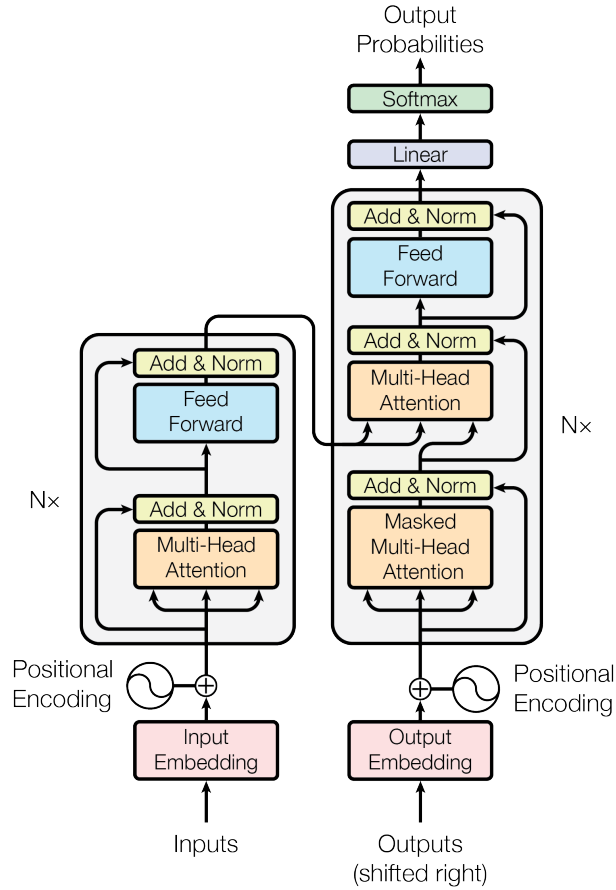 Output
Probabilities
Softmax
Linear
Add & Norm
Feed
Forward
Add & Norm
Multi-Head
Attention
Add & Norm
Masked
Multi-Head
Attention
N×
Add & Norm
Feed
Forward
Add & Norm
Multi-Head
Attention
N×
Positional
Encoding
Positional
Encoding
Input
Embedding
Output
Embedding
Inputs
Outputs
(shifted right)